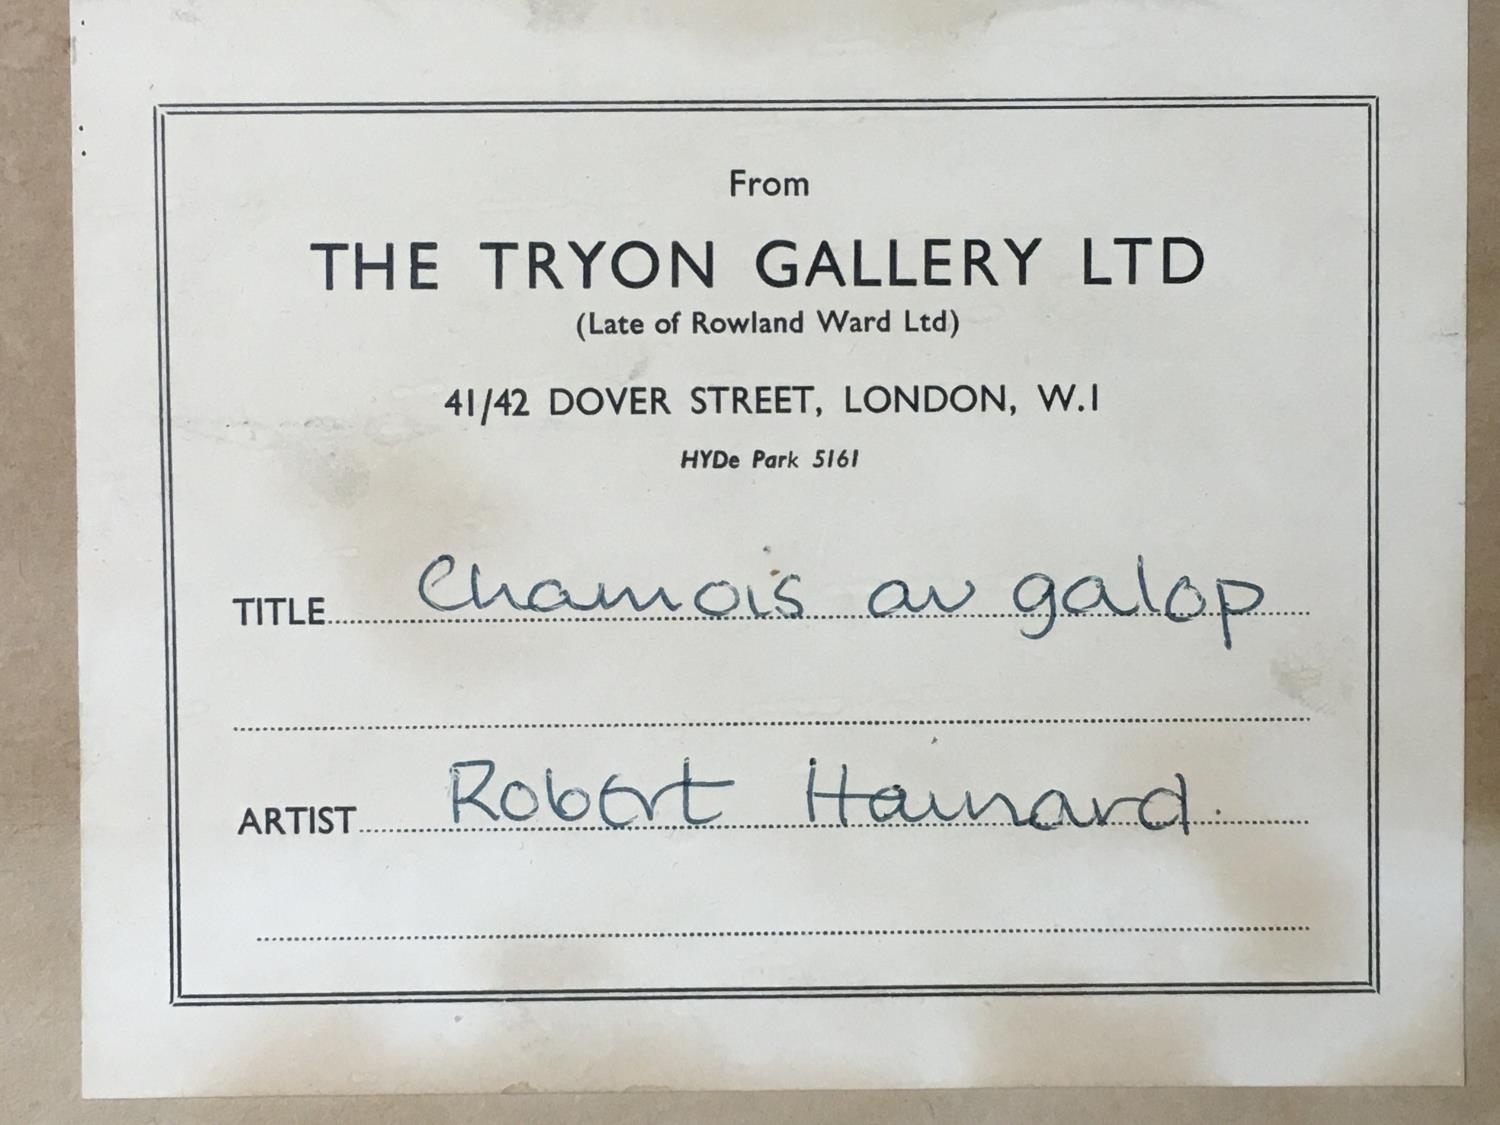 From
THE TRYON GALLERY LTD
(Late of Rowland Ward Ltd)
41/42 DOVER STREET, LONDON, W.1
HYDe Park 5161
TITLE Chamois au galop
ARTIST Robert Hainard.